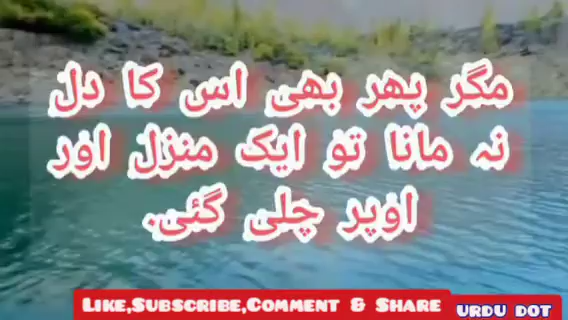 مگر پھر بھی اس کا دل
نہ مانا تو ایک منزل اور
اوپر چلی گئی.
LIKE,SUBSCRIBE,COMMENT & SHARE
URDU DOT